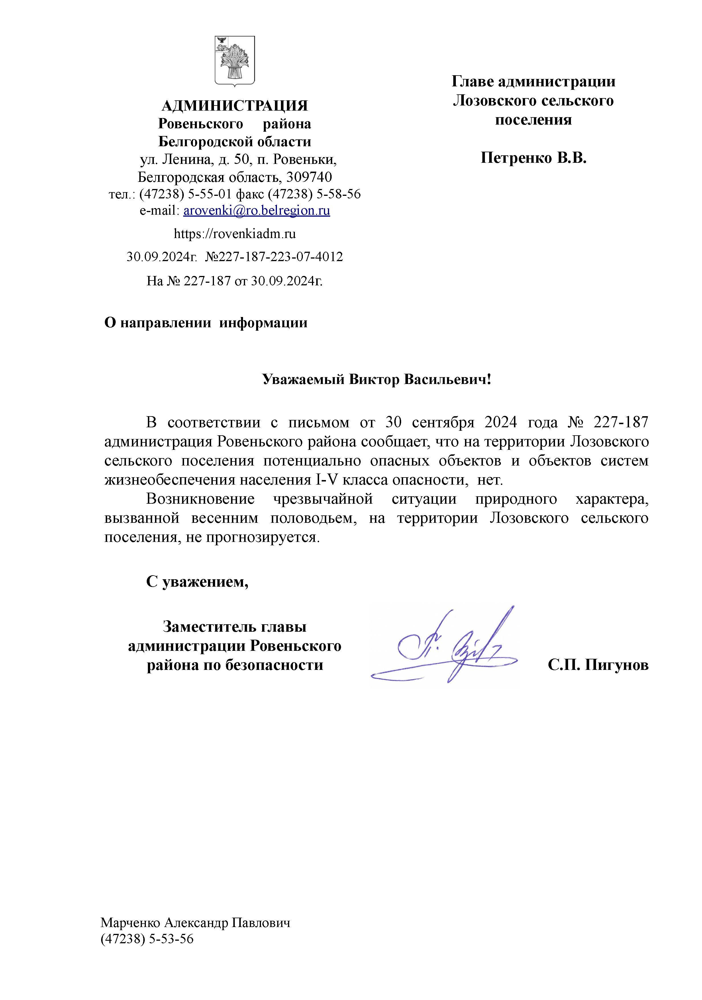 АДМИНИСТРАЦИЯ
Ровеньского района
Белгородской области
ул. Ленина, д. 50, п. Ровеньки,
Белгородская область, 309740
тел.: (47238) 5-55-01 факс (47238) 5-58-56
e-mail: arovenki@ro.belregion.ru
https://rovenkiadm.ru
30.09.2024г. №227-187-223-07-4012
На № 227-187 от 30.09.2024г.
Главе администрации
Лозовского сельского
поселения
Петренко В.В.
О направлении информации
Уважаемый Виктор Васильевич!
В соответствии с письмом от 30 сентября 2024 года № 227-187
администрация Ровеньского района сообщает, что на территории Лозовского
сельского поселения потенциально опасных объектов и объектов систем
жизнеобеспечения населения I-V класса опасности, нет.
Возникновение чрезвычайной ситуации природного характера,
вызванной весенним половодьем, на территории Лозовского сельского
поселения, не прогнозируется.
С уважением,
Заместитель главы
администрации Ровеньского
района по безопасности
С.П. Пигунов
Марченко Александр Павлович
(47238) 5-53-56